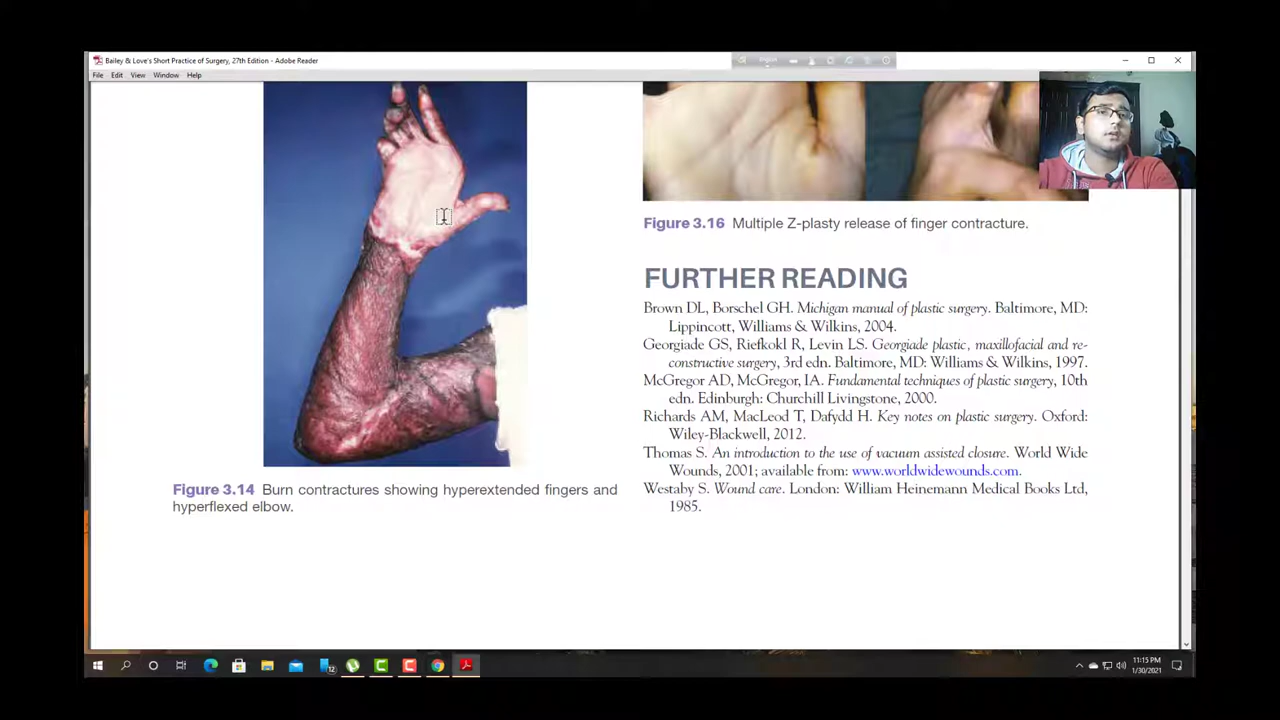 Bailey & Love's Short Practice of Surgery, 27th Edition - Adobe Reader
File Edit View Window Help
English
Figure 3.14 Burn contractures showing hyperextended fingers and
hyperflexed elbow.
Figure 3.16 Multiple Z-plasty release of finger contracture.
FURTHER READING
Brown DL, Borschel GH. Michigan manual of plastic surgery. Baltimore, MD:
Lippincott, Williams & Wilkins, 2004.
Georgiade GS, Riefkokl R, Levin LS. Georgiade plastic, maxillofacial and re-
constructive surgery, 3rd edn. Baltimore, MD: Williams & Wilkins, 1997.
McGregor AD, McGregor, IA. Fundamental techniques of plastic surgery, 10th
edn. Edinburgh: Churchill Livingstone, 2000.
Richards AM, MacLeod T, Dafydd H. Key notes on plastic surgery. Oxford:
Wiley-Blackwell, 2012.
Thomas S. An introduction to the use of vacuum assisted closure. World Wide
Wounds, 2001; available from: www.worldwidewounds.com.
Westaby S. Wound care. London: William Heinemann Medical Books Ltd,
1985.
12
11:15 PM
1/30/2021